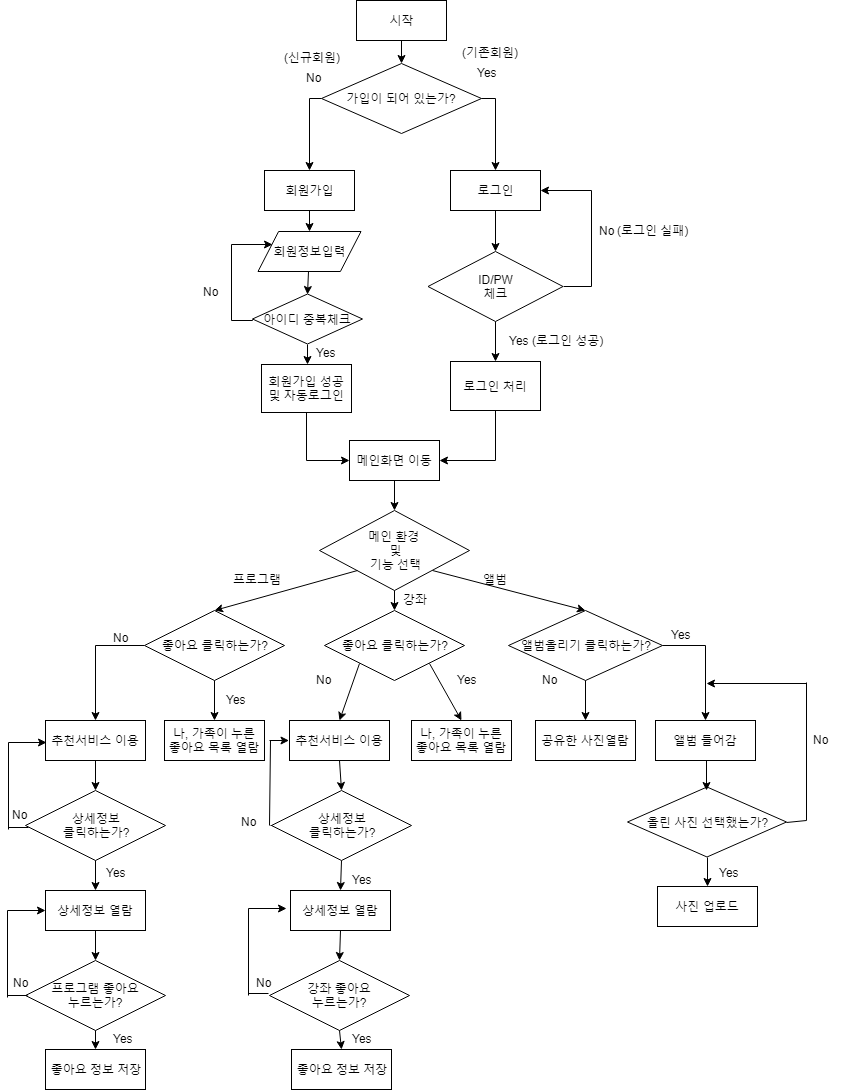 시작
(신규회원)
No
(기존회원)
Yes
가입이 되어 있는가?
회원가입
로그인
회원정보입력
No (로그인 실패)
ID/PW
체크
No
아이디 중복체크
Yes
Yes (로그인 성공)
회원가입 성공
및 자동로그인
로그인 처리
메인화면 이동
메인 환경
및
기능 선택
프로그램
강좌
앨범
No
좋아요 클릭하는가?
Yes
좋아요 클릭하는가?
No
Yes
앨범올리기 클릭하는가?
No
Yes
추천서비스 이용
나, 가족이 누른
좋아요 목록 열람
추천서비스 이용
나, 가족이 누른
좋아요 목록 열람
공유한 사진열람
앨범 들어감
No
No
상세정보
클릭하는가?
No
상세정보
클릭하는가?
올린 사진 선택했는가?
Yes
Yes
Yes
상세정보 열람
상세정보 열람
사진 업로드
No
프로그램 좋아요
누르는가?
No
강좌 좋아요
누르는가?
Yes
Yes
좋아요 정보 저장
좋아요 정보 저장